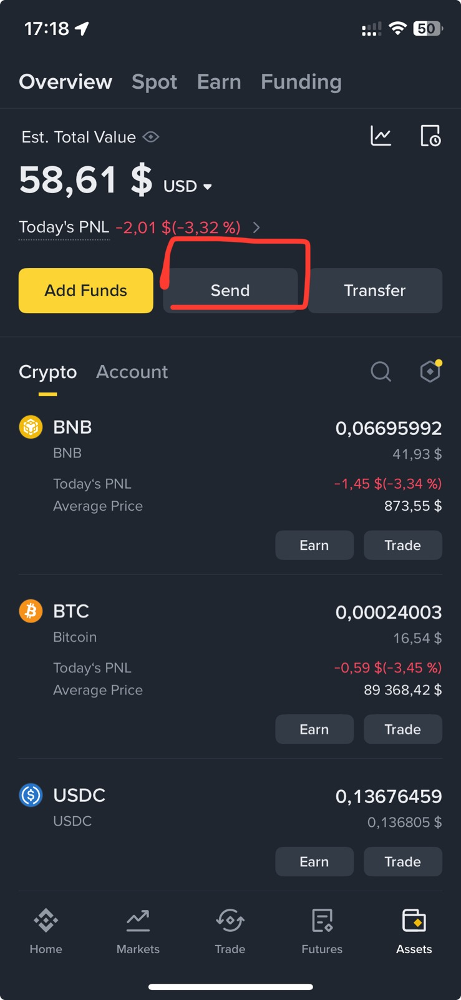 17:18
50
Overview Spot Earn Funding
Est. Total Value
58,61 $ USD
Today's PNL −2,01 $(−3,32 %)
Add Funds Send Transfer
Crypto Account
BNB 0,06695992
BNB 41,93 $
Today‘s PNL −1,45 $(−3,34 %)
Average Price 873,55 $
Earn Trade
BTC 0,00024003
Bitcoin 16,54 $
Today‘s PNL −0,59 $(−3,45 %)
Average Price 89 368,42 $
Earn Trade
USDC 0,13676459
USDC 0,136805 $
Earn Trade
Home Markets Trade Futures Assets